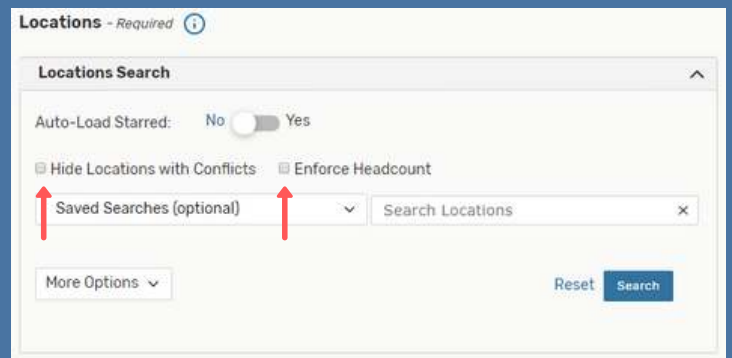 Locations - Required
Locations Search
Auto-Load Starred: No Yes
Hide Locations with Conflicts Enforce Headcount
Saved Searches (optional) Search Locations
More Options Reset Search